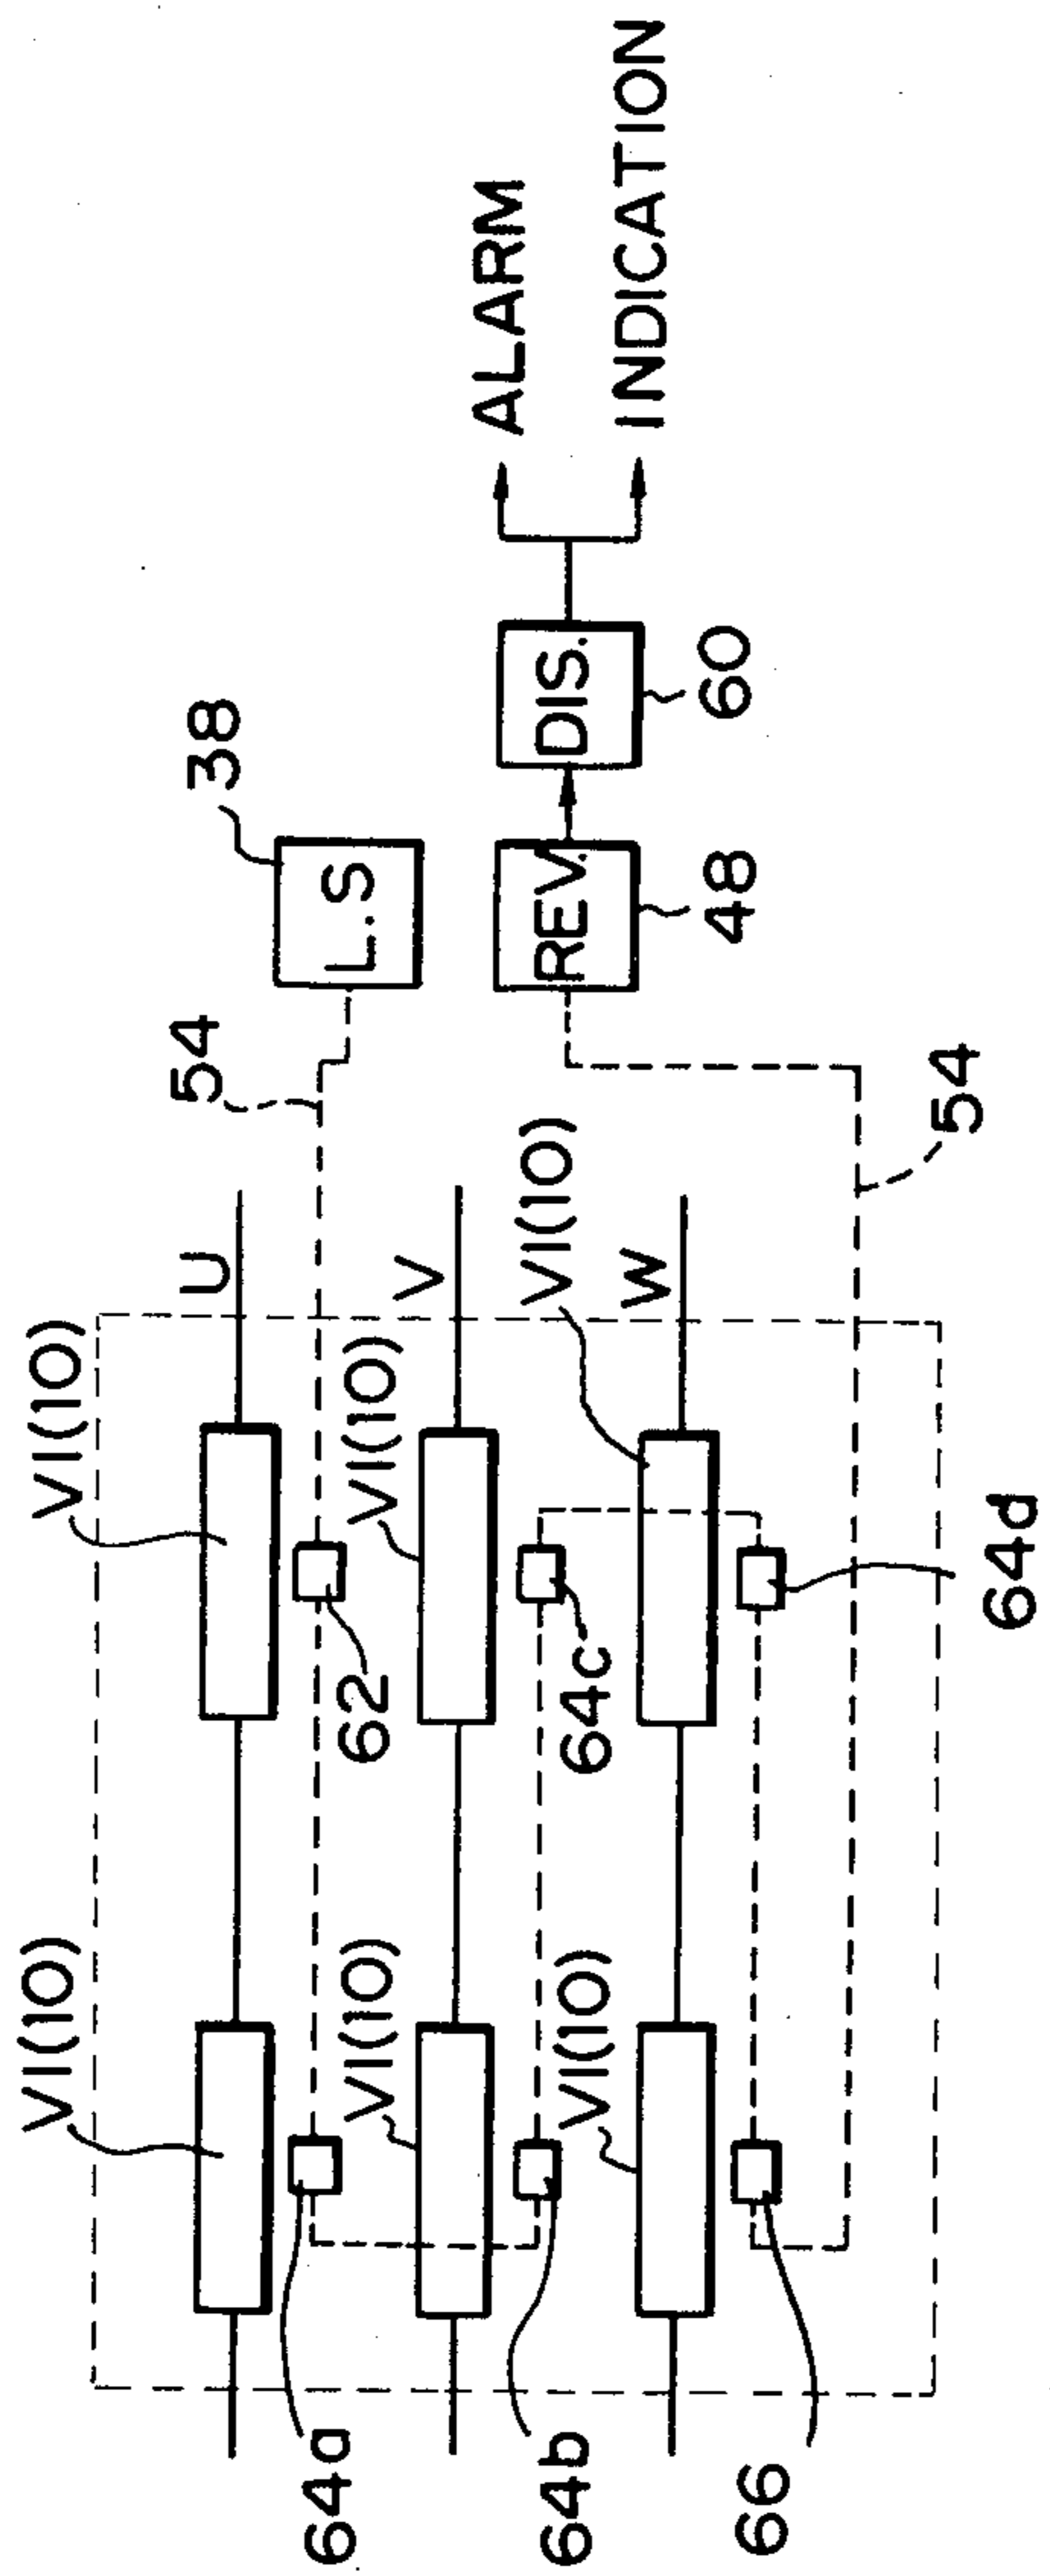 VI(10)
VI(10)
U
54
38
L.S
ALARM
INDICATION
64a
62
VI(10)
VI(10)
V
REV.
DIS.
48
60
64b
64c
VI(10)
VI(10)
W
54
66
64d